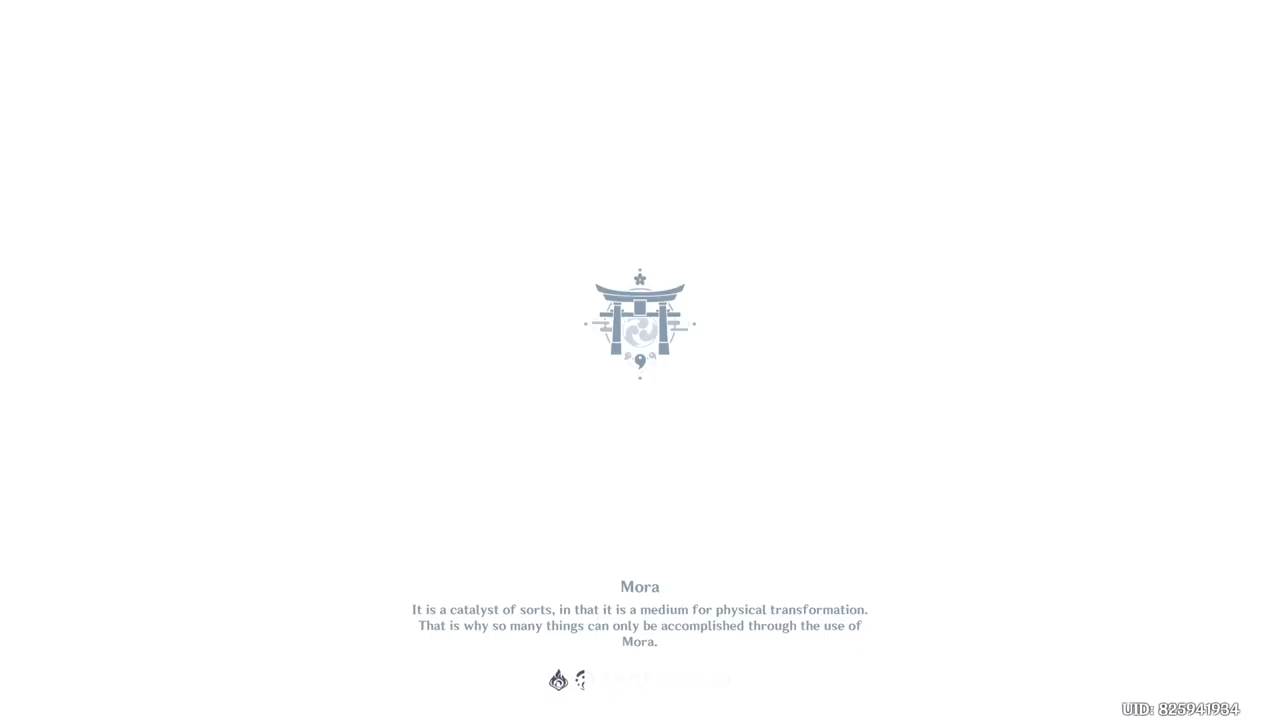 Mora
It is a catalyst of sorts, in that it is a medium for physical transformation.
That is why so many things can only be accomplished through the use of
Mora.
UID: 825941934